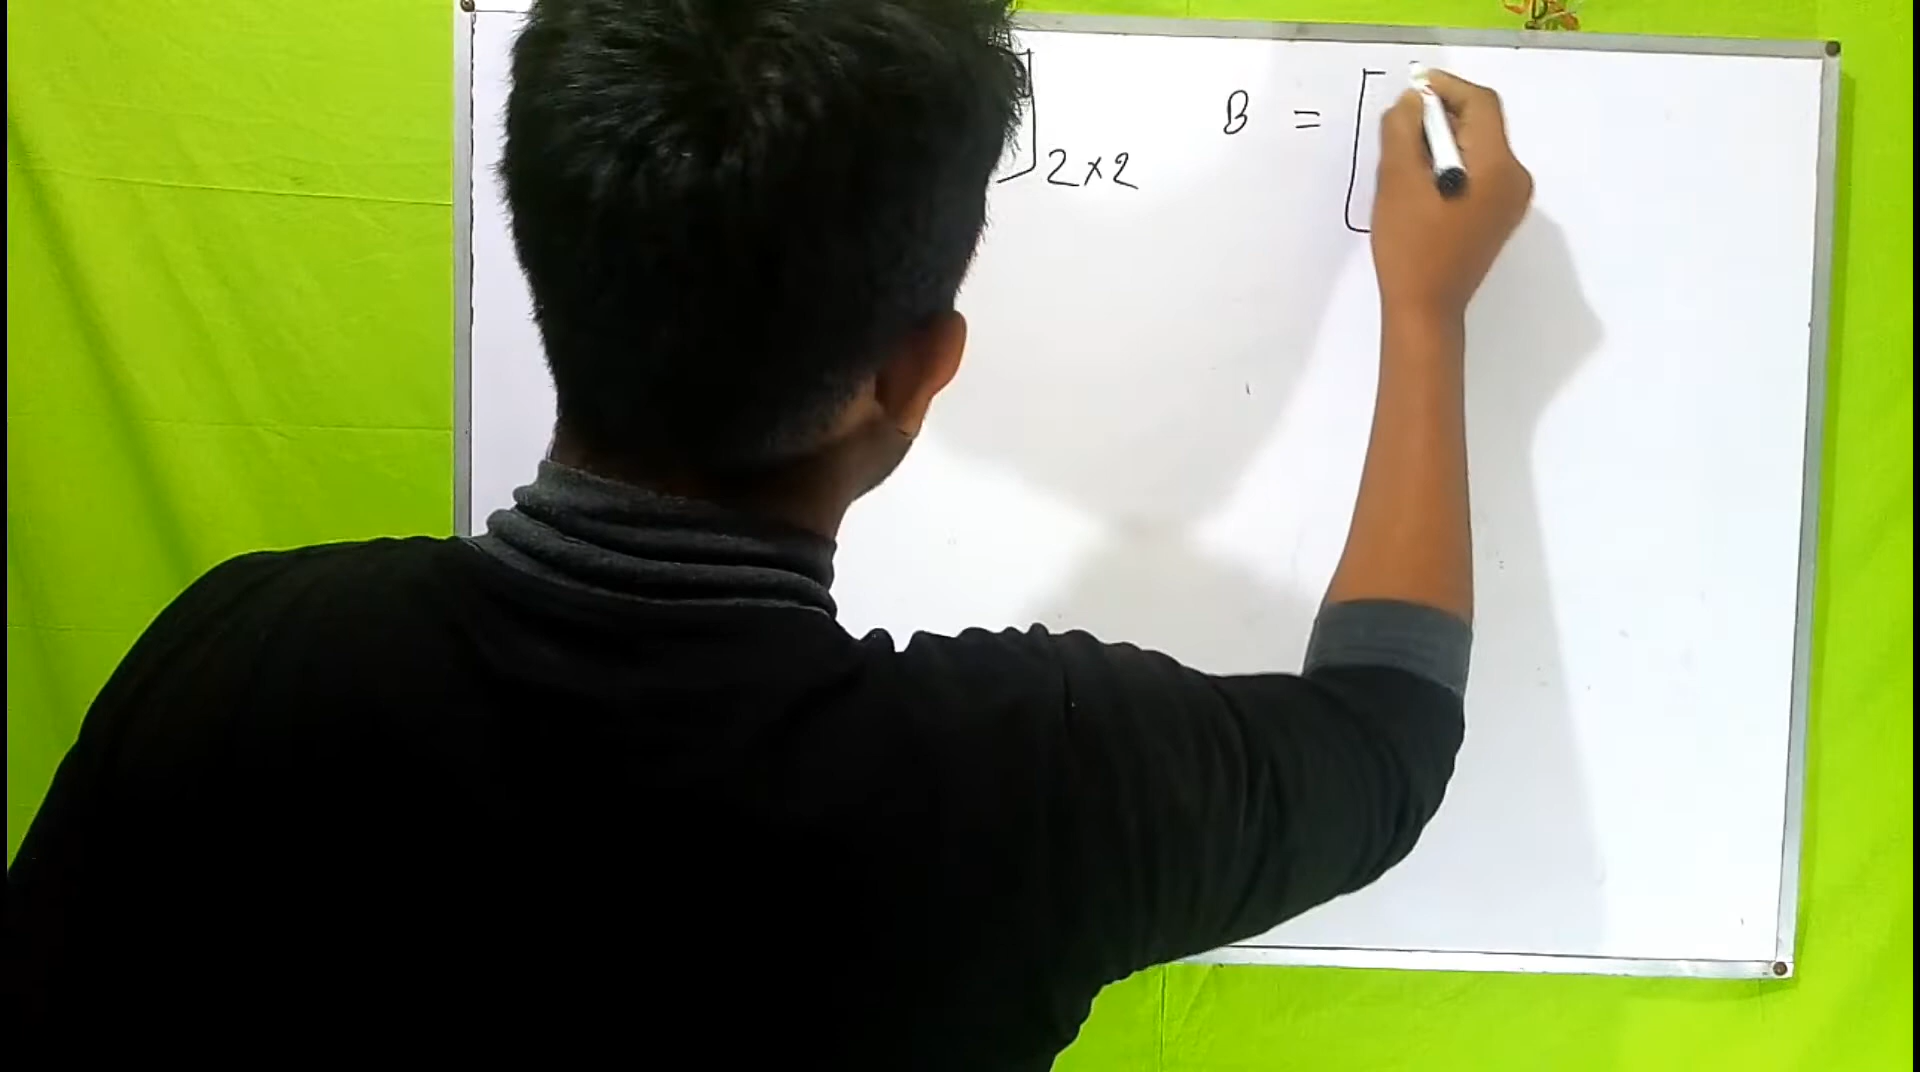 ]2×2 B = [